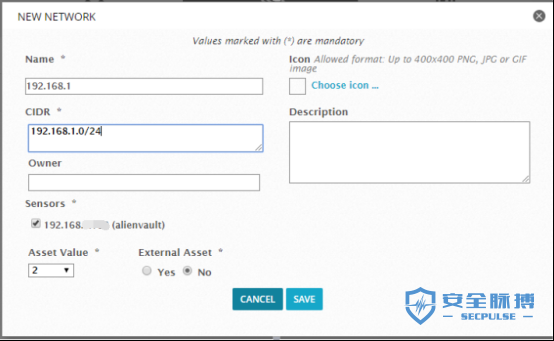 NEW NETWORK
Values marked with (*) are mandatory
Name *
192.168.1
Icon Allowed format: Up to 400x400 PNG, JPG or GIF
image
Choose icon ...
CIDR *
192.168.1.0/24
Description
Owner
Sensors *
192.168. (alienvault)
Asset Value *
External Asset *
2
Yes
No
CANCEL
SAVE
安全脉搏
SECPULSE